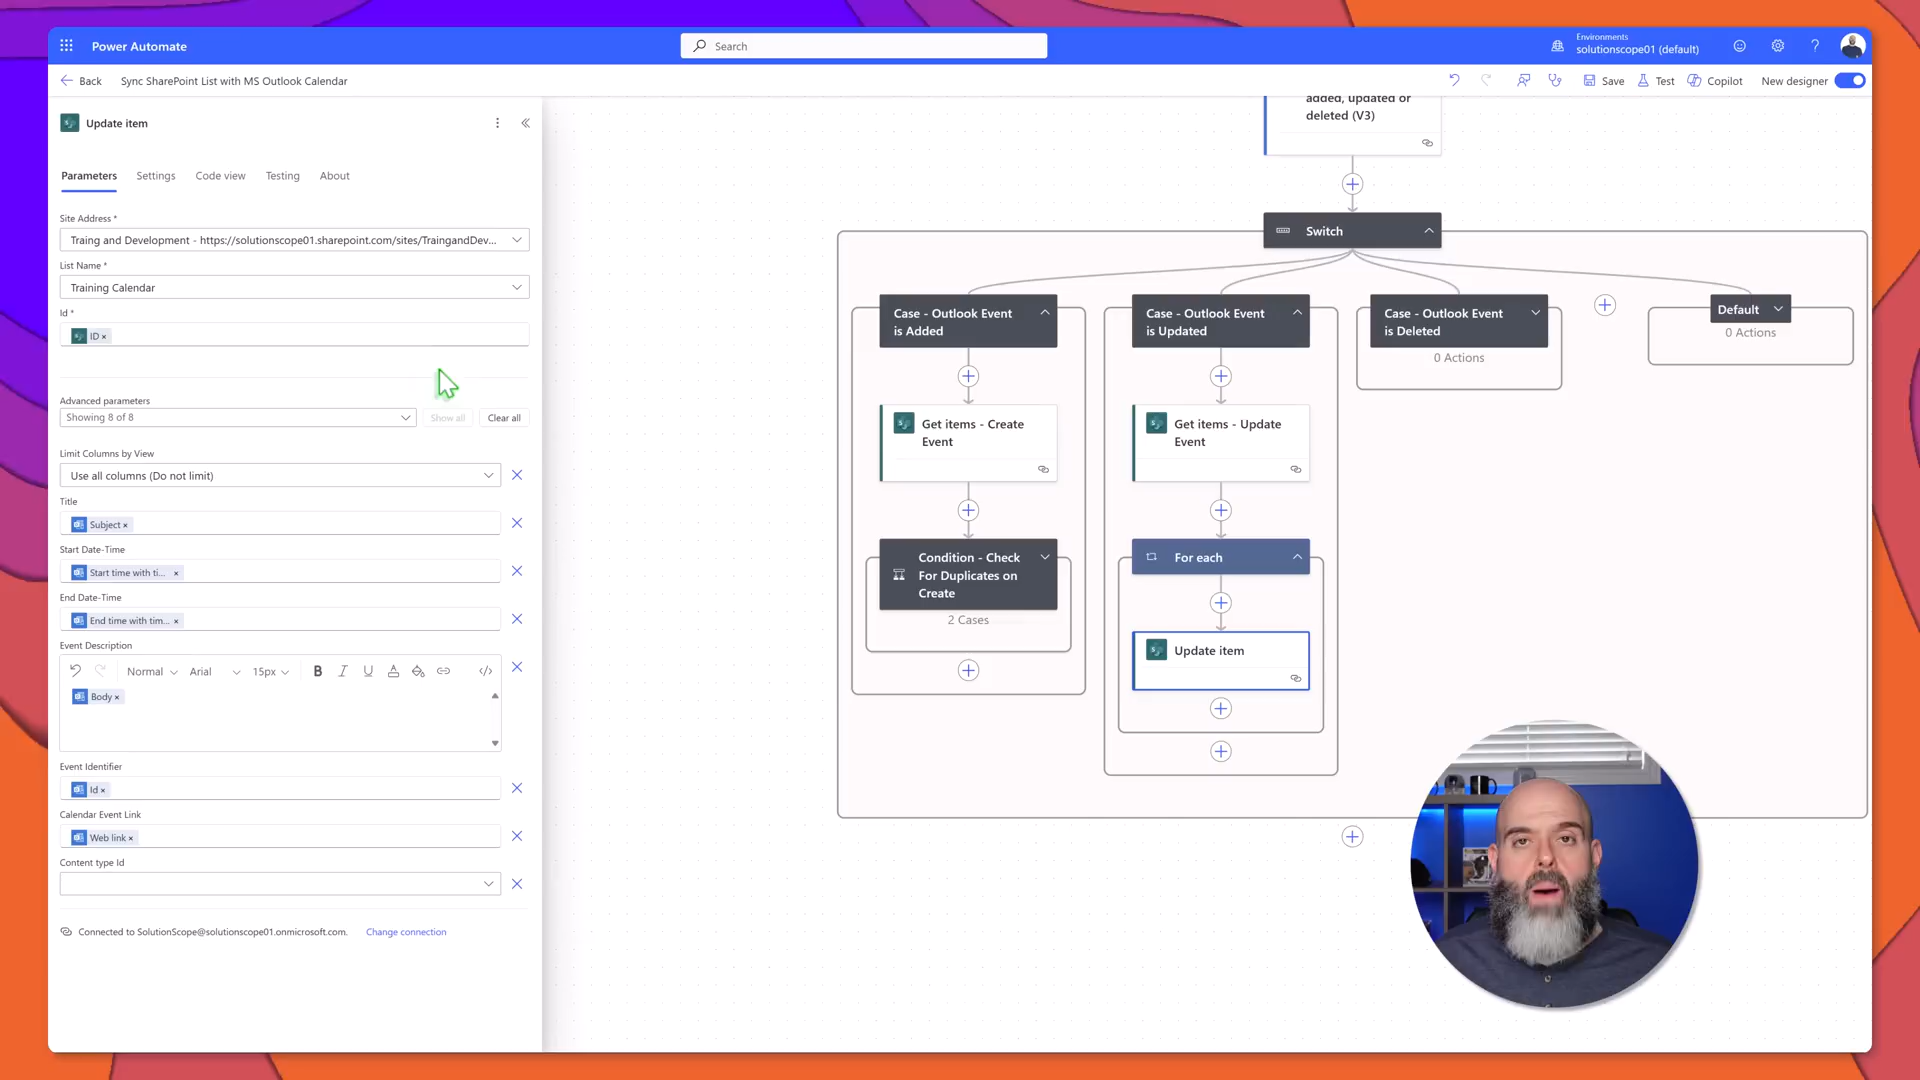 Power Automate
Search
Environments
solutionscope01 (default)
Back
Sync SharePoint List with MS Outlook Calendar
Save
Test
Copilot
New designer
Update item
Parameters
Settings
Code view
Testing
About
Site Address *
Traing and Development - https://solutionscope01.sharepoint.com/sites/TraingandDev...
List Name *
Training Calendar
Id *
ID ×
Advanced parameters
Showing 8 of 8
Show all
Clear all
Limit Columns by View
Use all columns (Do not limit)
Title
Subject ×
Start Date-Time
Start time with ti... ×
End Date-Time
End time with tim... ×
Event Description
Normal
Arial
15px
B I U
</>
Body ×
Event Identifier
Id ×
Calendar Event Link
Web link ×
Content type Id
Connected to SolutionScope@solutionscope01.onmicrosoft.com.
Change connection
added, updated or
deleted (V3)
Switch
Case - Outlook Event
is Added
Get items - Create
Event
Condition - Check
For Duplicates on
Create
2 Cases
Case - Outlook Event
is Updated
Get items - Update
Event
For each
Update item
Case - Outlook Event
is Deleted
0 Actions
Default
0 Actions